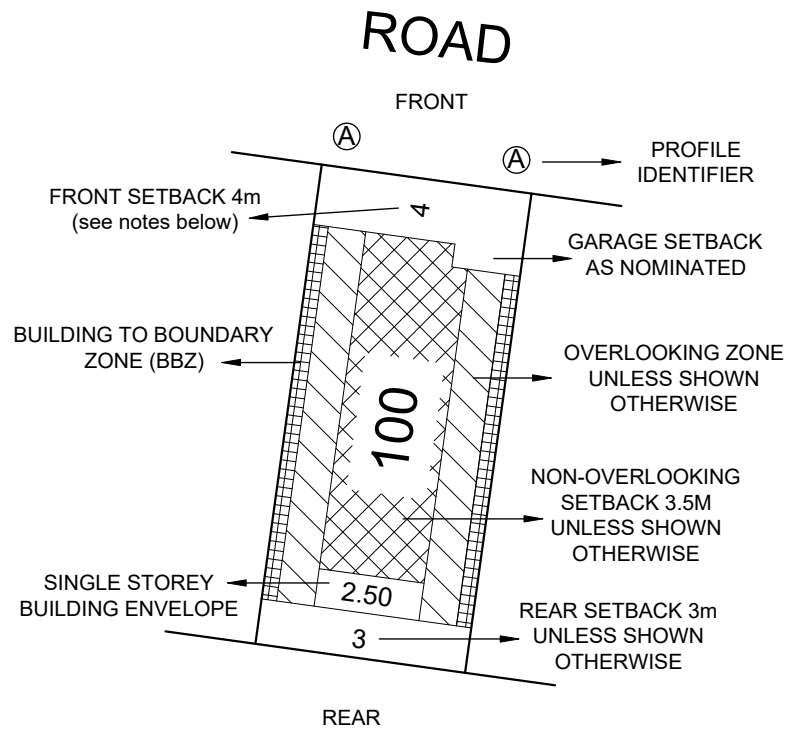 ROAD
FRONT
A
A
PROFILE
IDENTIFIER
FRONT SETBACK 4m
(see notes below)
4
GARAGE SETBACK
AS NOMINATED
BUILDING TO BOUNDARY
ZONE (BBZ)
OVERLOOKING ZONE
UNLESS SHOWN
OTHERWISE
100
NON-OVERLOOKING
SETBACK 3.5M
UNLESS SHOWN
OTHERWISE
SINGLE STOREY
BUILDING ENVELOPE
2.50
REAR SETBACK 3m
UNLESS SHOWN
OTHERWISE
3
REAR